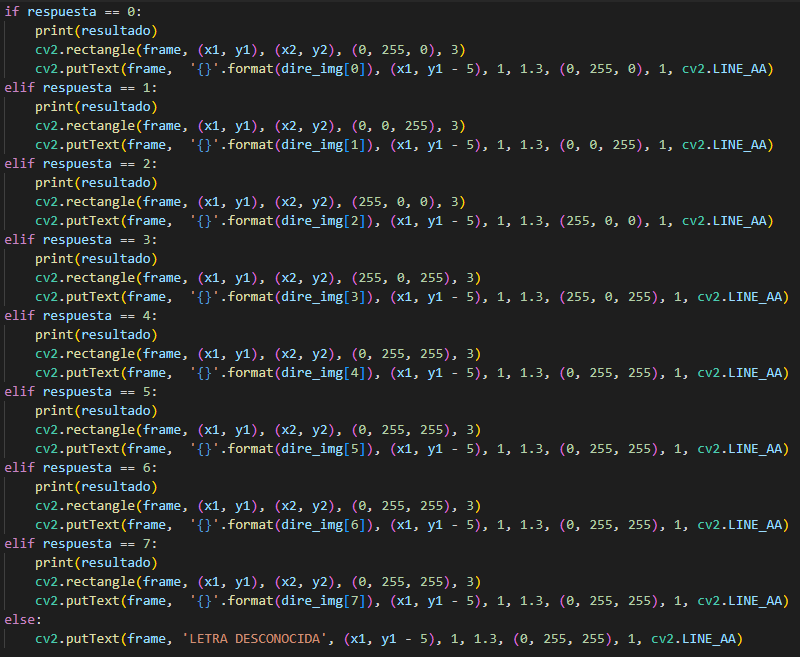 if respuesta == 0:
    print(resultado)
    cv2.rectangle(frame, (x1, y1), (x2, y2), (0, 255, 0), 3)
    cv2.putText(frame,  '{}'.format(dire_img[0]), (x1, y1 - 5), 1, 1.3, (0, 255, 0), 1, cv2.LINE_AA)
elif respuesta == 1:
    print(resultado)
    cv2.rectangle(frame, (x1, y1), (x2, y2), (0, 0, 255), 3)
    cv2.putText(frame,  '{}'.format(dire_img[1]), (x1, y1 - 5), 1, 1.3, (0, 0, 255), 1, cv2.LINE_AA)
elif respuesta == 2:
    print(resultado)
    cv2.rectangle(frame, (x1, y1), (x2, y2), (255, 0, 0), 3)
    cv2.putText(frame,  '{}'.format(dire_img[2]), (x1, y1 - 5), 1, 1.3, (255, 0, 0), 1, cv2.LINE_AA)
elif respuesta == 3:
    print(resultado)
    cv2.rectangle(frame, (x1, y1), (x2, y2), (255, 0, 255), 3)
    cv2.putText(frame,  '{}'.format(dire_img[3]), (x1, y1 - 5), 1, 1.3, (255, 0, 255), 1, cv2.LINE_AA)
elif respuesta == 4:
    print(resultado)
    cv2.rectangle(frame, (x1, y1), (x2, y2), (0, 255, 255), 3)
    cv2.putText(frame,  '{}'.format(dire_img[4]), (x1, y1 - 5), 1, 1.3, (0, 255, 255), 1, cv2.LINE_AA)
elif respuesta == 5:
    print(resultado)
    cv2.rectangle(frame, (x1, y1), (x2, y2), (0, 255, 255), 3)
    cv2.putText(frame,  '{}'.format(dire_img[5]), (x1, y1 - 5), 1, 1.3, (0, 255, 255), 1, cv2.LINE_AA)
elif respuesta == 6:
    print(resultado)
    cv2.rectangle(frame, (x1, y1), (x2, y2), (0, 255, 255), 3)
    cv2.putText(frame,  '{}'.format(dire_img[6]), (x1, y1 - 5), 1, 1.3, (0, 255, 255), 1, cv2.LINE_AA)
elif respuesta == 7:
    print(resultado)
    cv2.rectangle(frame, (x1, y1), (x2, y2), (0, 255, 255), 3)
    cv2.putText(frame,  '{}'.format(dire_img[7]), (x1, y1 - 5), 1, 1.3, (0, 255, 255), 1, cv2.LINE_AA)
else:
    cv2.putText(frame, 'LETRA DESCONOCIDA', (x1, y1 - 5), 1, 1.3, (0, 255, 255), 1, cv2.LINE_AA)